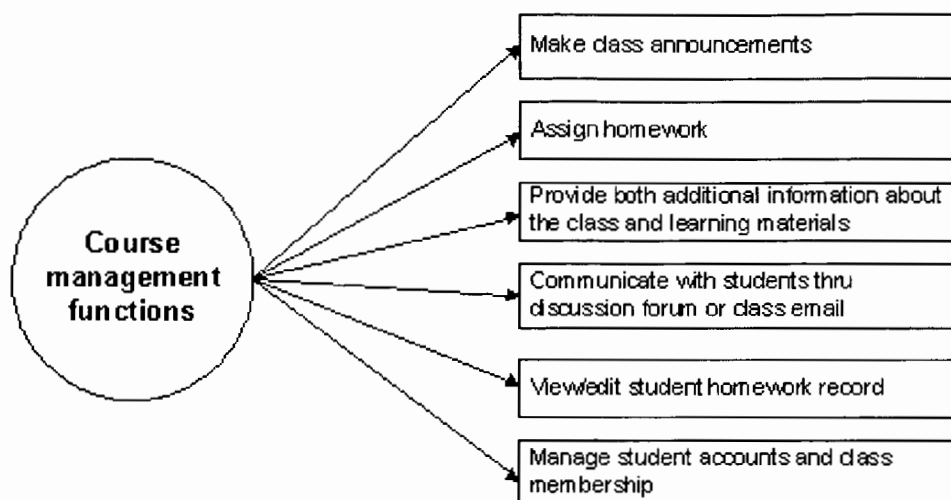 Course
management
functions
Make class announcements
Assign homework
Provide both additional information about
the class and learning materials
Communicate with students thru
discussion forum or class email
View/edit student homework record
Manage student accounts and class
membership